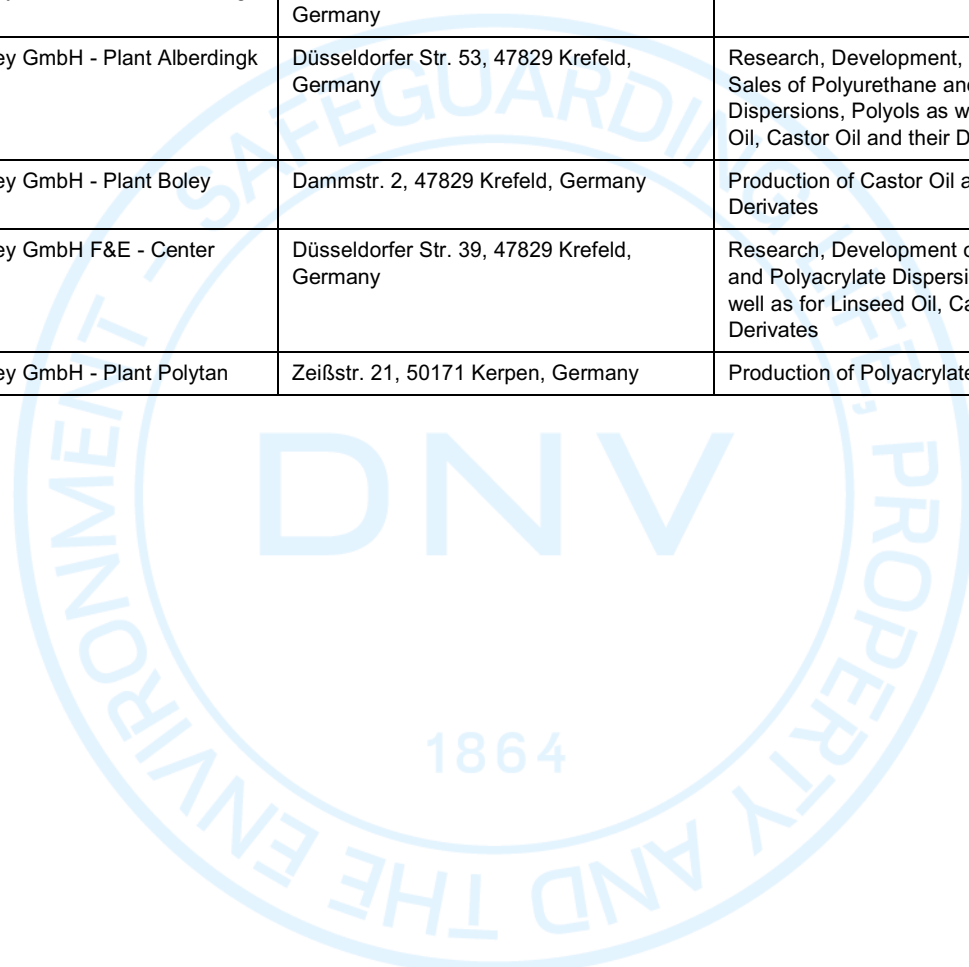 Germany
ey GmbH - Plant Alberdingk
Düsseldorfer Str. 53, 47829 Krefeld,
Germany
Research, Development,
Sales of Polyurethane an
Dispersions, Polyols as w
Oil, Castor Oil and their D
ey GmbH - Plant Boley
Dammstr. 2, 47829 Krefeld, Germany
Production of Castor Oil a
Derivates
ey GmbH F&E - Center
Düsseldorfer Str. 39, 47829 Krefeld,
Germany
Research, Development o
and Polyacrylate Dispersi
well as for Linseed Oil, Ca
Derivates
ey GmbH - Plant Polytan
Zeißstr. 21, 50171 Kerpen, Germany
Production of Polyacrylate
SAFEGUARDING LIFE, PROPERTY AND THE ENVIRONMENT -
DNV
1864